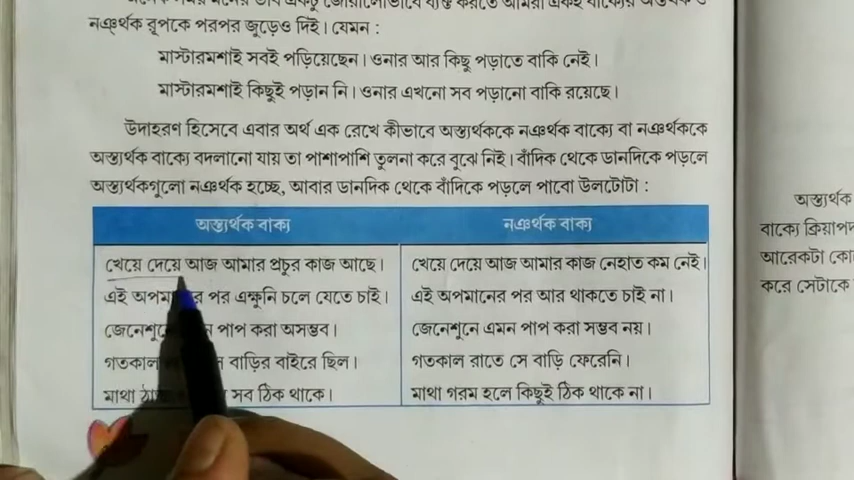 নঞর্থক রূপকে পরপর জুড়েও দিই। যেমন :
মাস্টারমশাই সবই পড়িয়েছেন। ওনার আর কিছু পড়াতে বাকি নেই।
মাস্টারমশাই কিছুই পড়ান নি। ওনার এখনো সব পড়ানো বাকি রয়েছে।
উদাহরণ হিসেবে এবার অর্থ এক রেখে কীভাবে অস্ত্যর্থককে নঞর্থক বাক্যে বা নঞর্থককে
অস্ত্যর্থক বাক্যে বদলানো যায় তা পাশাপাশি তুলনা করে বুঝে নিই। বাঁদিক থেকে ডানদিকে পড়লে
অস্ত্যর্থকগুলো নঞর্থক হচ্ছে, আবার ডানদিক থেকে বাঁদিকে পড়লে পাবো উলটোটা :
অস্ত্যর্থক বাক্য নঞর্থক বাক্য
খেয়ে দেয়ে আজ আমার প্রচুর কাজ আছে। খেয়ে দেয়ে আজ আমার কাজ নেহাত কম নেই।
এই পর এক্ষুনি চলে যেতে চাই। এই অপমানের পর আর থাকতে চাই না।
পাপ করা অসম্ভব। জেনেশুনে এমন পাপ করা সম্ভব নয়।
গতকাল বাড়ির বাইরে ছিল। গতকাল রাতে সে বাড়ি ফেরেনি।
মাথা সব ঠিক থাকে। মাথা গরম হলে কিছুই ঠিক থাকে না।
অস্ত্যর্থক
বাক্যে
আরেকটা
করে সেটাকে